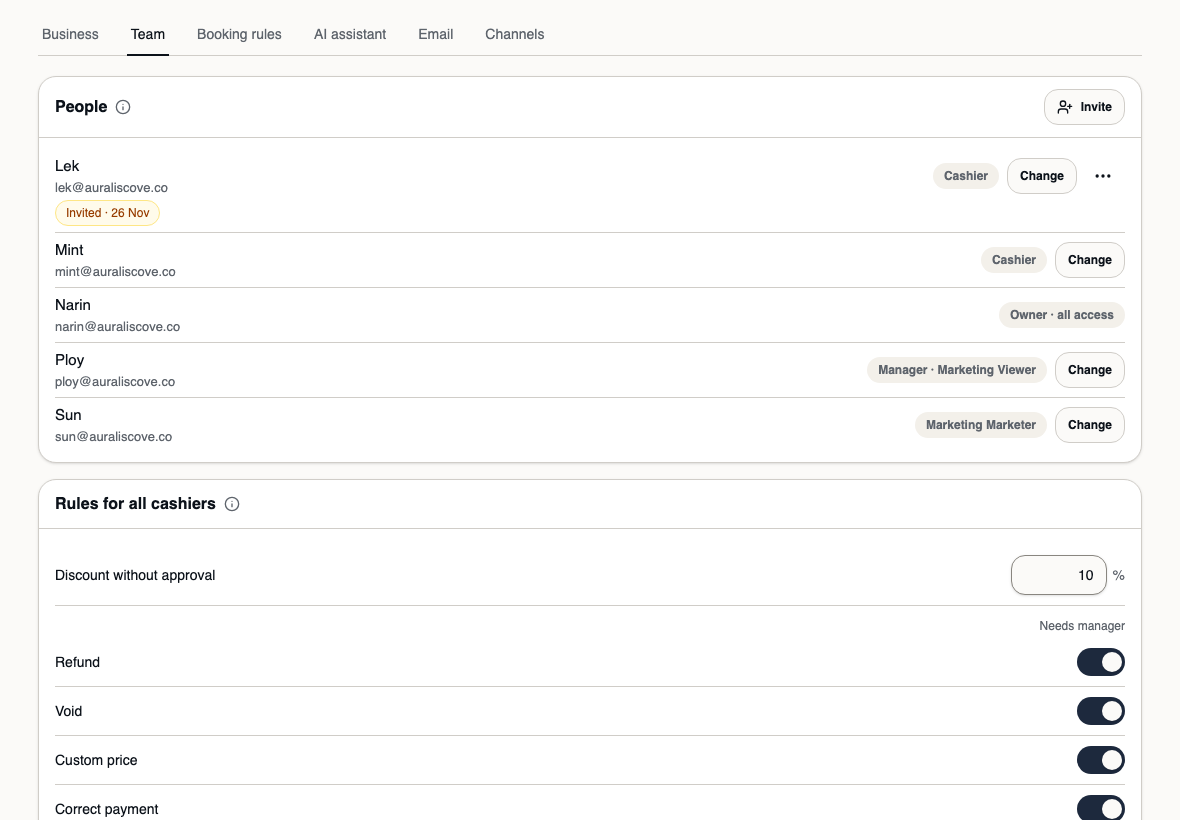 Business Team Booking rules AI assistant Email Channels
People Invite
Lek
lek@auraliscove.co
Invited · 26 Nov
Cashier Change
Mint
mint@auraliscove.co
Cashier Change
Narin
narin@auraliscove.co
Owner · all access
Ploy
ploy@auraliscove.co
Manager · Marketing Viewer Change
Sun
sun@auraliscove.co
Marketing Marketer Change
Rules for all cashiers
Discount without approval 10 %
Needs manager
Refund
Void
Custom price
Correct payment